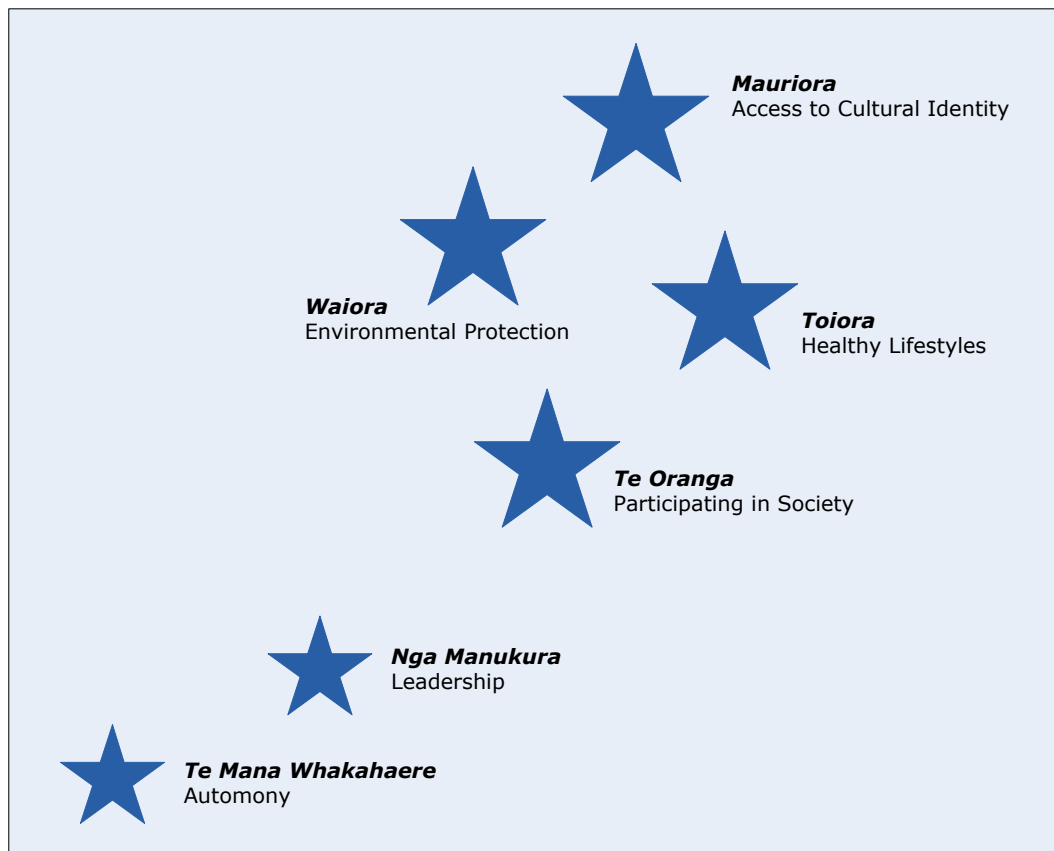 Mauriora
Access to Cultural Identity
Waiora
Environmental Protection
Toiora
Healthy Lifestyles
Te Oranga
Participating in Society
Nga Manukura
Leadership
Te Mana Whakahaere
Automony